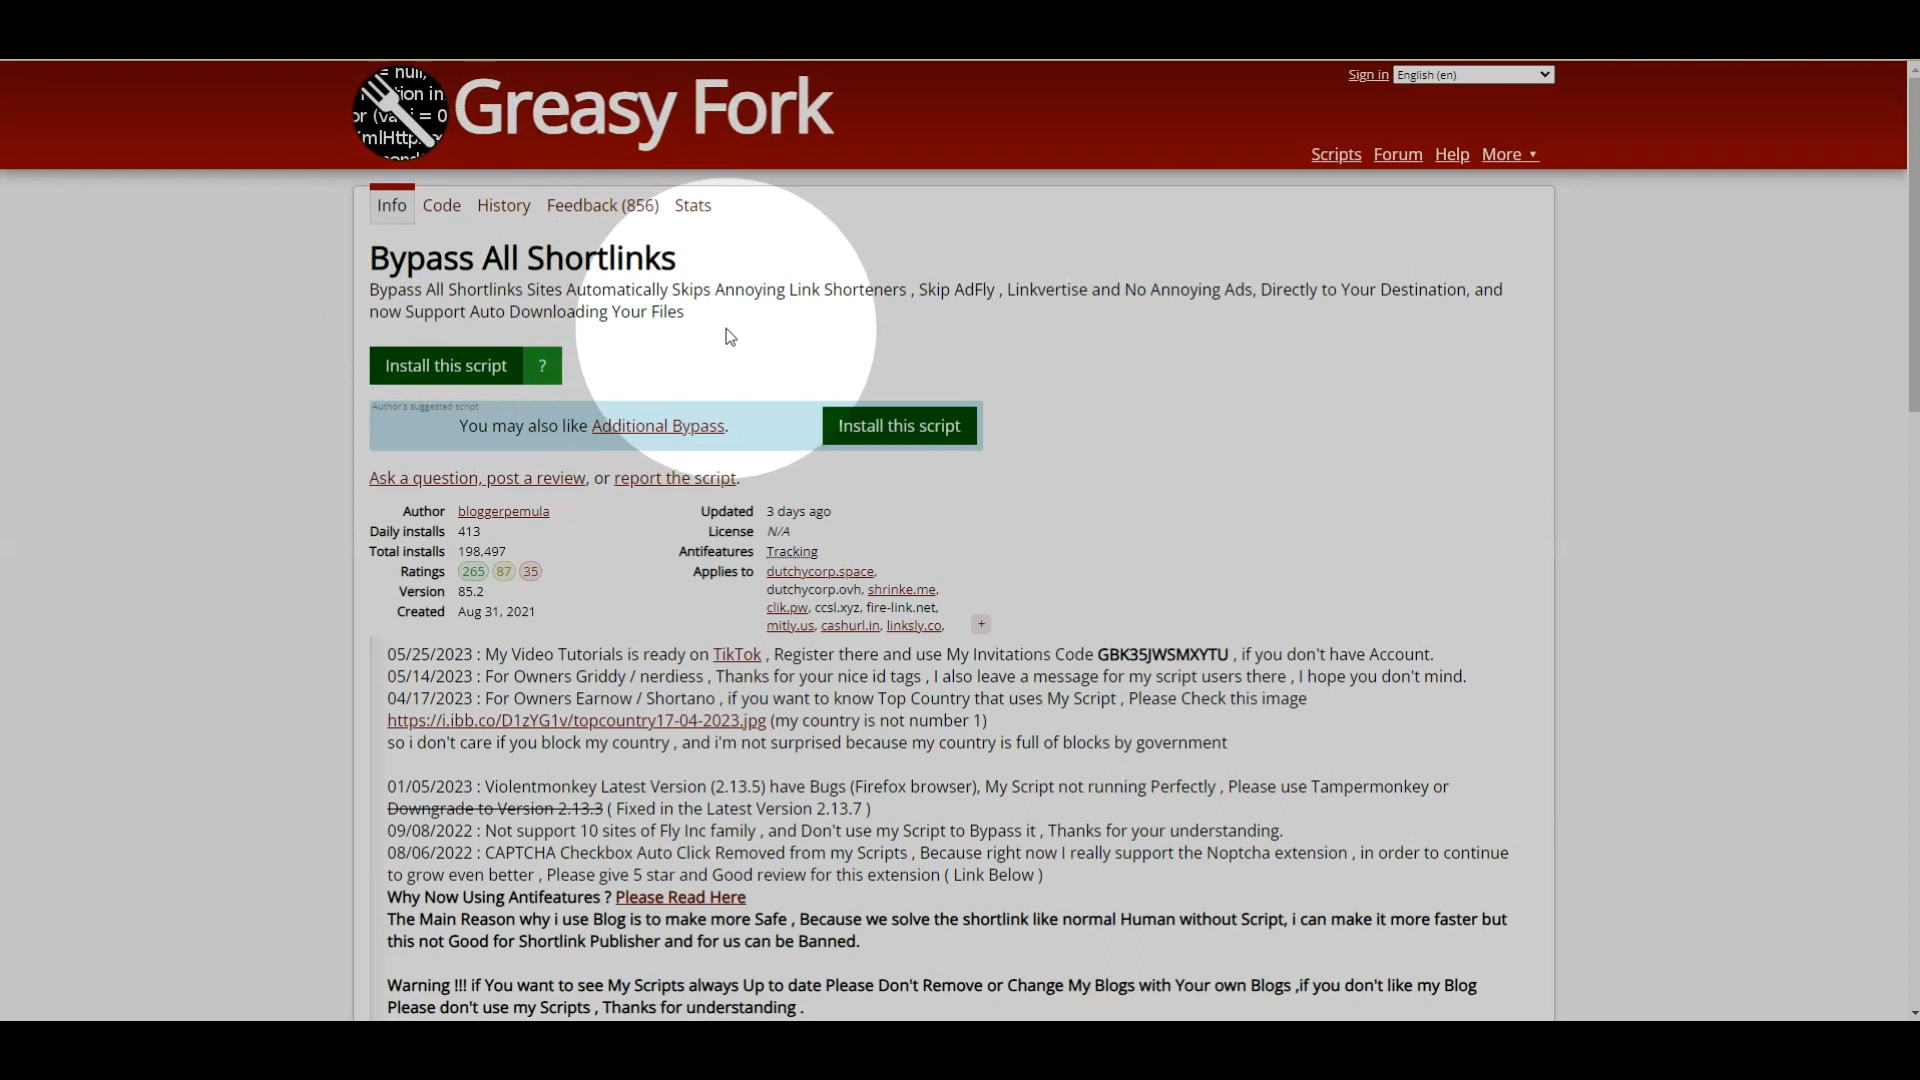 = null,
tion in
or (va i = 0
mlHttp
Greasy Fork
Sign in English (en)
Scripts Forum Help More ▼
Info Code History Feedback (856) Stats
Bypass All Shortlinks
Bypass All Shortlinks Sites Automatically Skips Annoying Link Shorteners , Skip AdFly , Linkvertise and No Annoying Ads, Directly to Your Destination, and
now Support Auto Downloading Your Files
Install this script ?
Author's suggested script
You may also like Additional Bypass. Install this script
Ask a question, post a review, or report the script.
Author bloggerpemula
Daily installs 413
Total installs 198,497
Ratings 265 87 35
Version 85.2
Created Aug 31, 2021
Updated 3 days ago
License N/A
Antifeatures Tracking
Applies to dutchycorp.space,
dutchycorp.ovh, shrinke.me,
clik.pw, ccsl.xyz, fire-link.net,
mitly.us, cashurl.in, linksly.co, +
05/25/2023 : My Video Tutorials is ready on TikTok , Register there and use My Invitations Code GBK35JWSMXYTU , if you don't have Account.
05/14/2023 : For Owners Griddy / nerdiess , Thanks for your nice id tags , I also leave a message for my script users there , I hope you don't mind.
04/17/2023 : For Owners Earnow / Shortano , if you want to know Top Country that uses My Script , Please Check this image
https://i.ibb.co/D1zYG1v/topcountry17-04-2023.jpg (my country is not number 1)
so i don't care if you block my country , and i'm not surprised because my country is full of blocks by government
01/05/2023 : Violentmonkey Latest Version (2.13.5) have Bugs (Firefox browser), My Script not running Perfectly , Please use Tampermonkey or
Downgrade to Version 2.13.3 ( Fixed in the Latest Version 2.13.7 )
09/08/2022 : Not support 10 sites of Fly Inc family , and Don't use my Script to Bypass it , Thanks for your understanding.
08/06/2022 : CAPTCHA Checkbox Auto Click Removed from my Scripts , Because right now I really support the Noptcha extension , in order to continue
to grow even better , Please give 5 star and Good review for this extension ( Link Below )
Why Now Using Antifeatures ? Please Read Here
The Main Reason why i use Blog is to make more Safe , Because we solve the shortlink like normal Human without Script, i can make it more faster but
this not Good for Shortlink Publisher and for us can be Banned.
Warning !!! if You want to see My Scripts always Up to date Please Don't Remove or Change My Blogs with Your own Blogs ,if you don't like my Blog
Please don't use my Scripts , Thanks for understanding .